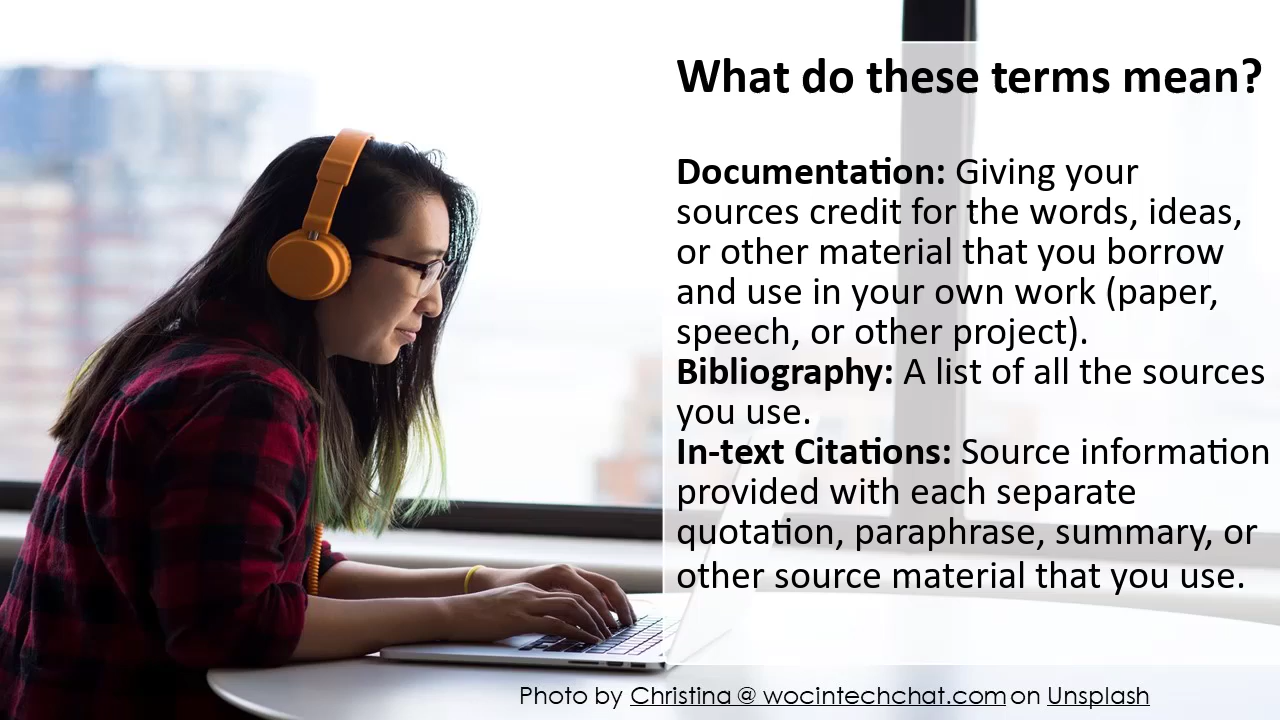 What do these terms mean?
Documentation: Giving your
sources credit for the words, ideas,
or other material that you borrow
and use in your own work (paper,
speech, or other project).
Bibliography: A list of all the sources
you use.
In-text Citations: Source information
provided with each separate
quotation, paraphrase, summary, or
other source material that you use.
Photo by Christina @ wocintechchat.com on Unsplash